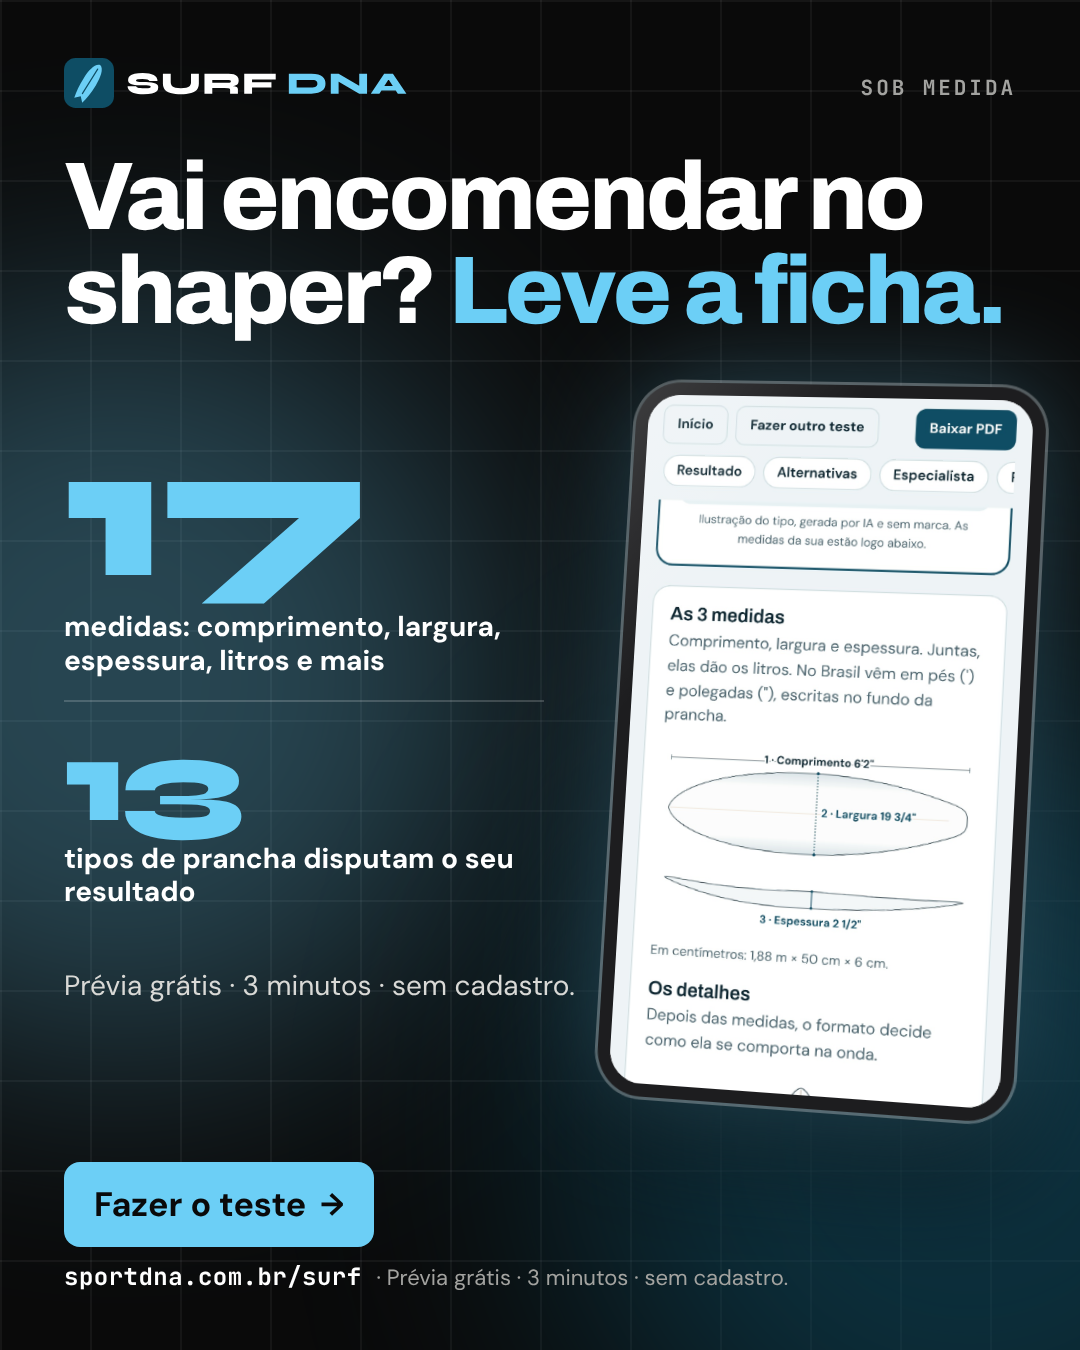 SURF DNA
SOB MEDIDA
Vai encomendar no
shaper? Leve a ficha.
17
medidas: comprimento, largura,
espessura, litros e mais
13
tipos de prancha disputam o seu
resultado
Prévia grátis · 3 minutos · sem cadastro.
Início
Fazer outro teste
Baixar PDF
Resultado
Alternativas
Especialista
Ilustração do tipo, gerada por IA e sem marca. As
medidas da sua estão logo abaixo.
As 3 medidas
Comprimento, largura e espessura. Juntas,
elas dão os litros. No Brasil vêm em pés (')
e polegadas ("), escritas no fundo da
prancha.
1 · Comprimento 6'2"
2 · Largura 19 3/4"
3 · Espessura 2 1/2"
Em centímetros: 1,88 m × 50 cm × 6 cm.
Os detalhes
Depois das medidas, o formato decide
como ela se comporta na onda.
Fazer o teste →
sportdna.com.br/surf · Prévia grátis · 3 minutos · sem cadastro.